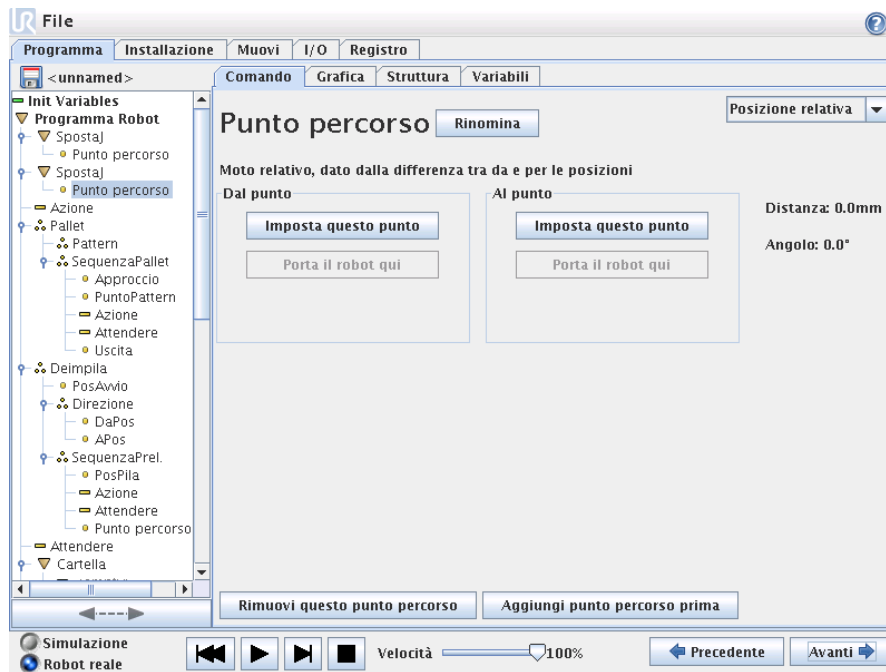 UR File ?
Programma Installazione Muovi I/O Registro
<unnamed> Comando Grafica Struttura Variabili
Init Variables
Programma Robot
SpostaJ
Punto percorso
SpostaJ
Punto percorso
Azione
Pallet
Pattern
SequenzaPallet
Approccio
PuntoPattern
Azione
Attendere
Uscita
Deimpila
PosAvvio
Direzione
DaPos
APos
SequenzaPrel.
PosPila
Azione
Attendere
Punto percorso
Attendere
Cartella
Punto percorso Rinomina Posizione relativa
Moto relativo, dato dalla differenza tra da e per le posizioni
Dal punto
Imposta questo punto
Porta il robot qui
Al punto
Imposta questo punto
Porta il robot qui
Distanza: 0.0mm
Angolo: 0.0°
Rimuovi questo punto percorso Aggiungi punto percorso prima
Simulazione
Robot reale
Velocità 100% Precedente Avanti